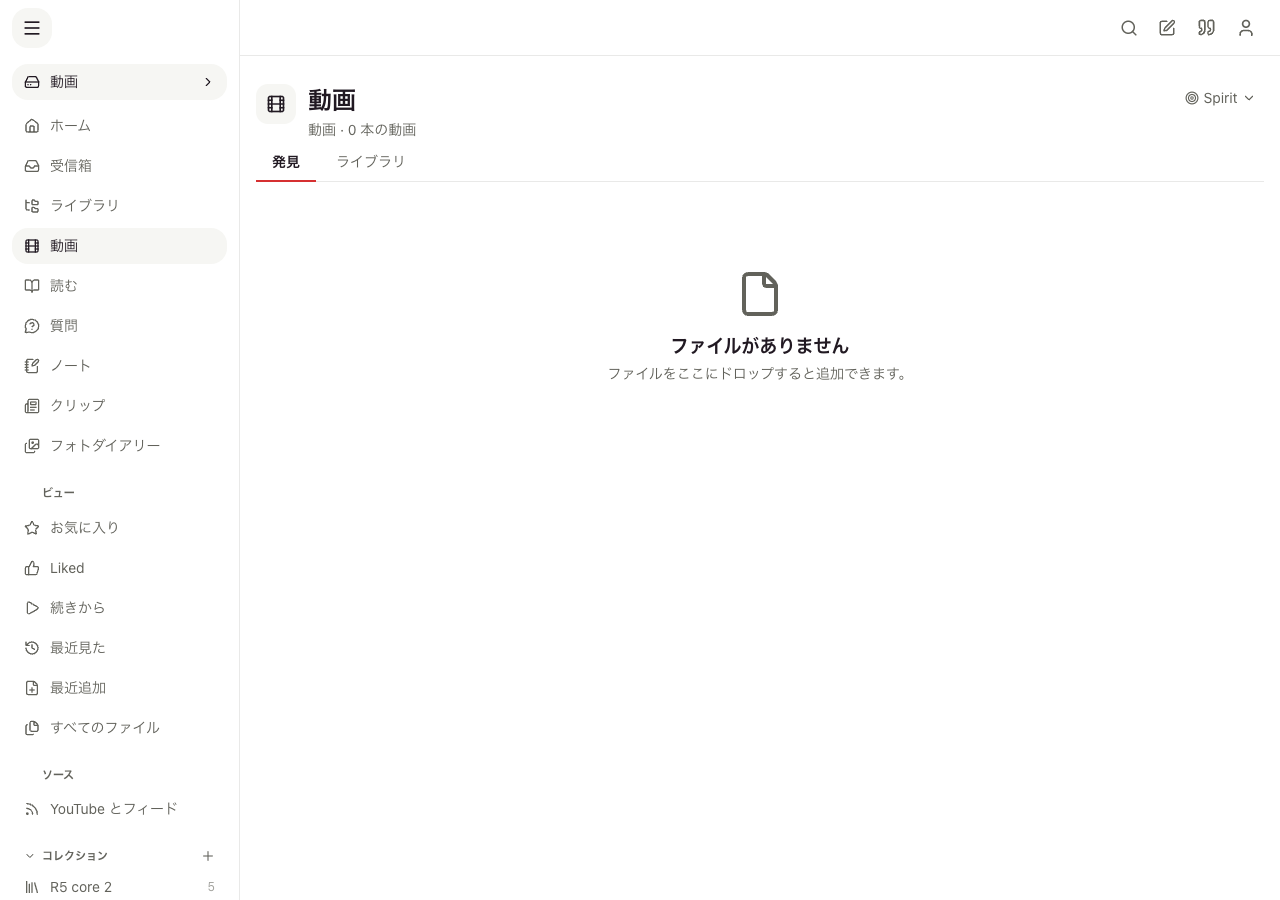 動画
ホーム
受信箱
ライブラリ
動画
読む
質問
ノート
クリップ
フォトダイアリー
ビュー
お気に入り
Liked
続きから
最近見た
最近追加
すべてのファイル
ソース
YouTube とフィード
コレクション
R5 core 2 5
動画
動画 · 0 本の動画
Spirit
発見 ライブラリ
ファイルがありません
ファイルをここにドロップすると追加できます。